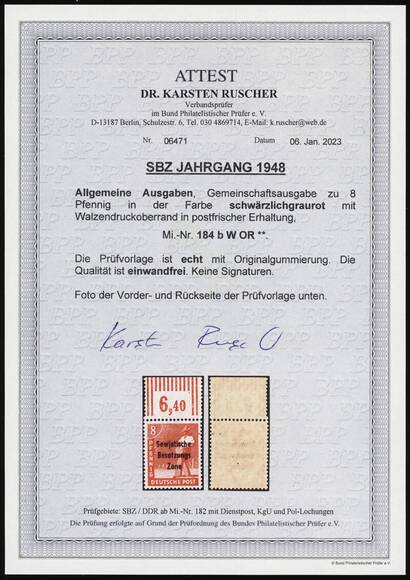 ATTEST
DR. KARSTEN RUSCHER
Verbandsprüfer
im Bund Philatelistischer Prüfer e. V.
D-13187 Berlin, Schulzestr. 6, Tel. 030 4869714, E-Mail: k.ruscher@web.de
Nr. 06471 Datum 06. Jan. 2023
SBZ JAHRGANG 1948
Allgemeine Ausgaben, Gemeinschaftsausgabe zu 8
Pfennig in der Farbe schwärzlichgraurot mit
Walzendruckoberrand in postfrischer Erhaltung,
Mi.-Nr. 184 b W OR **.
Die Prüfvorlage ist echt mit Originalgummierung. Die
Qualität ist einwandfrei. Keine Signaturen.
Foto der Vorder- und Rückseite der Prüfvorlage unten.
6,40
8
PFENNIG
Sowjetische
Besatzungs
Zone
DEUTSCHE POST
Prüfgebiete: SBZ / DDR ab Mi.-Nr. 182 mit Dienstpost, KgU und Pol-Lochungen
Die Prüfung erfolgte auf Grund der Prüfordnung des Bundes Philatelistischer Prüfer e. V.
© Bund Philatelistischer Prüfer e. V.